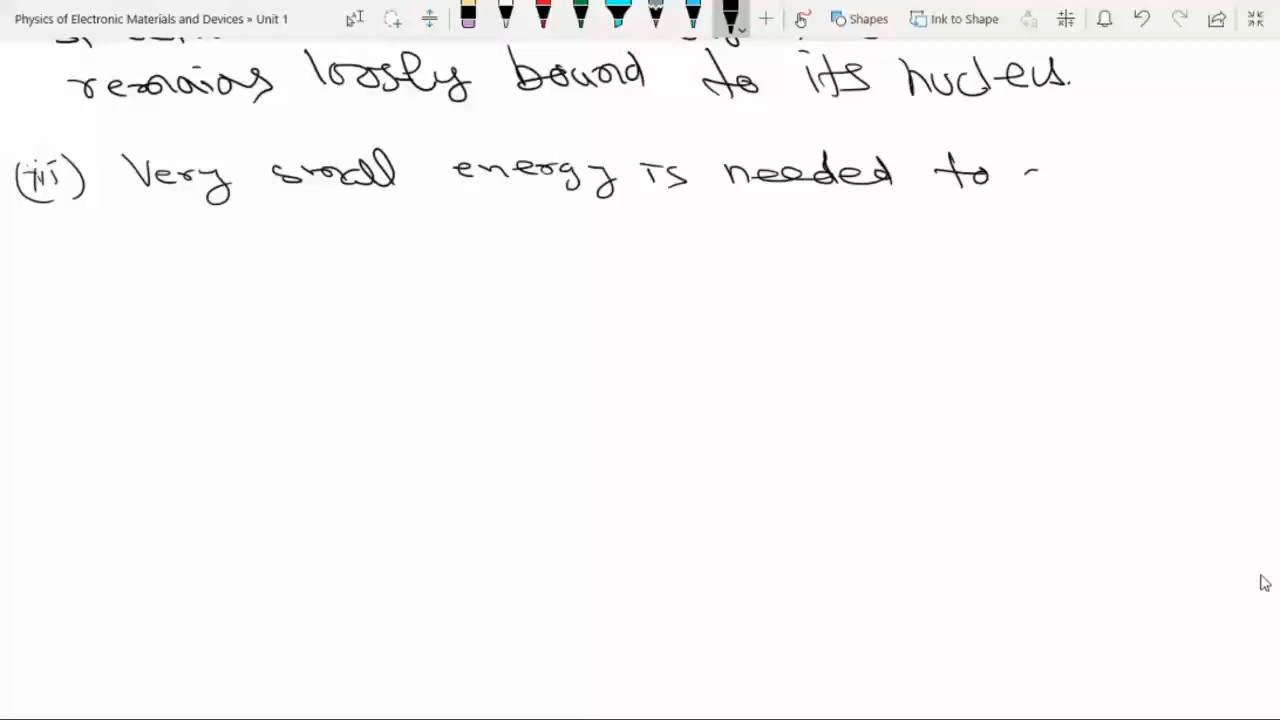 Physics of Electronic Materials and Devices » Unit 1 Shapes Ink to Shape
remains loosly bound to its nucleus.
(iii) Very small energy is needed to